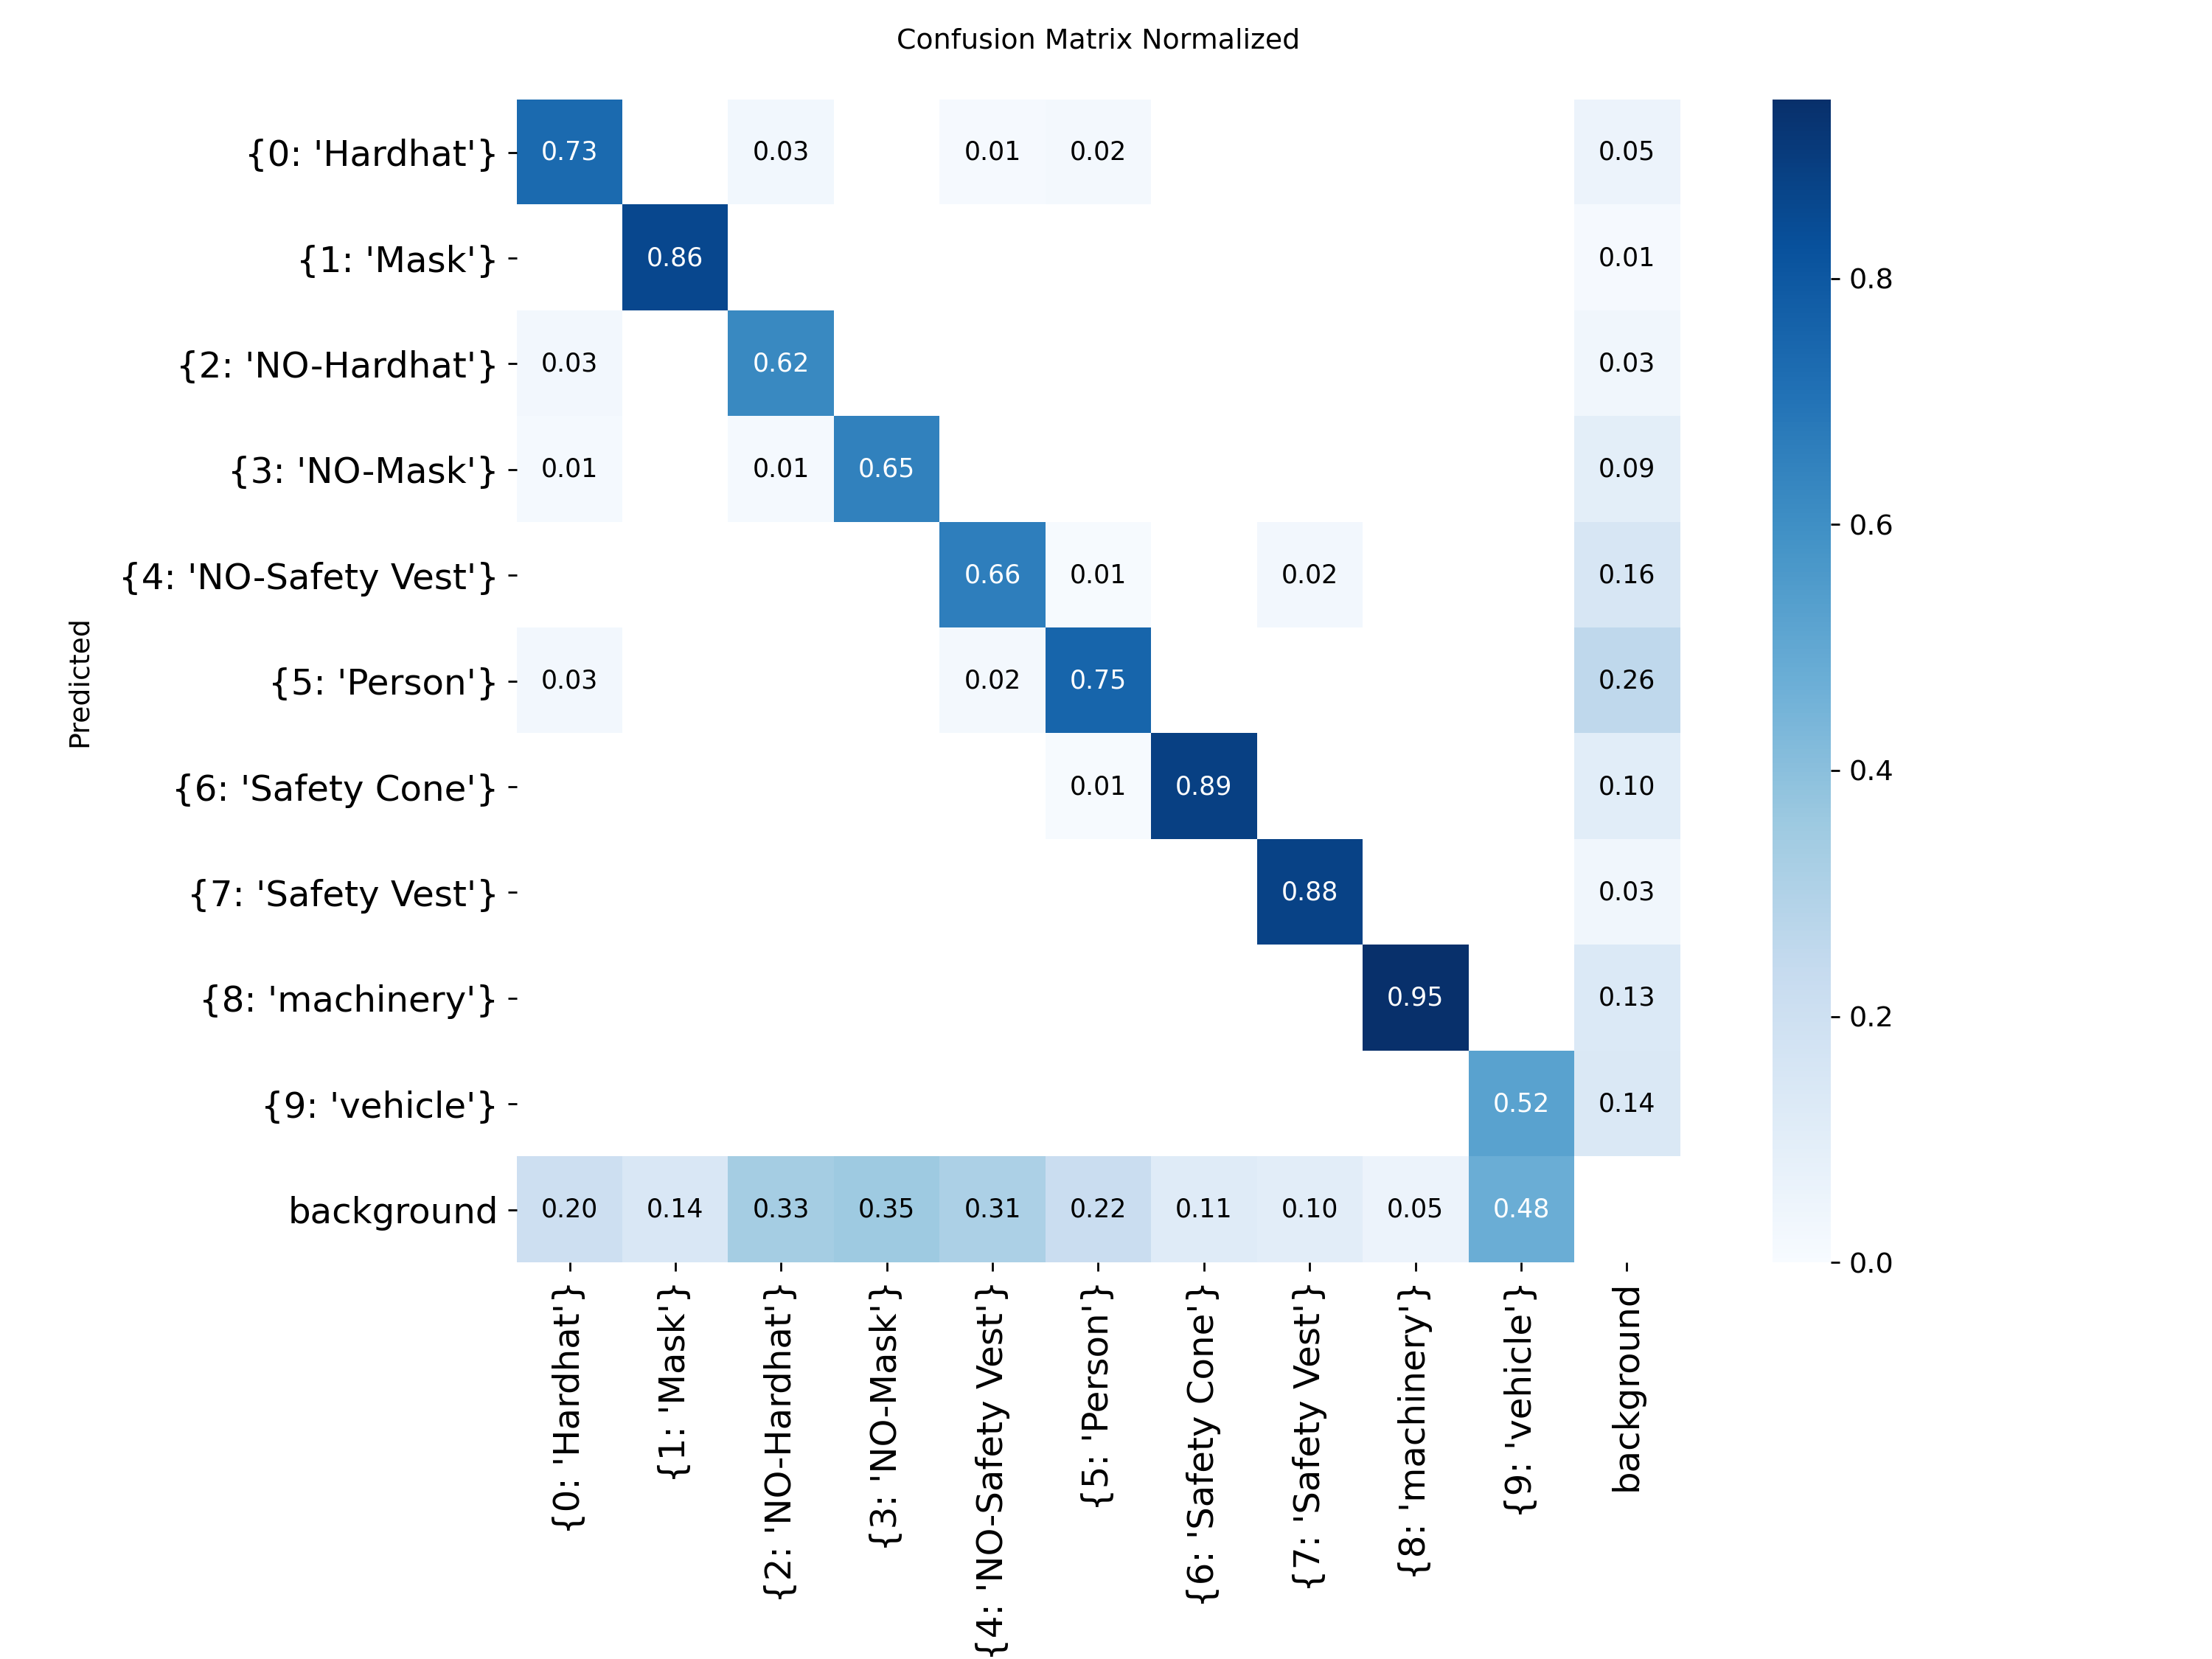 Confusion Matrix Normalized
{0: 'Hardhat'} 0.73 0.03 0.01 0.02 0.05
{1: 'Mask'} 0.86 0.01
{2: 'NO-Hardhat'} 0.03 0.62 0.03
{3: 'NO-Mask'} 0.01 0.01 0.65 0.09
{4: 'NO-Safety Vest'} 0.66 0.01 0.02 0.16
{5: 'Person'} 0.03 0.02 0.75 0.26
{6: 'Safety Cone'} 0.01 0.89 0.10
{7: 'Safety Vest'} 0.88 0.03
{8: 'machinery'} 0.95 0.13
{9: 'vehicle'} 0.52 0.14
background 0.20 0.14 0.33 0.35 0.31 0.22 0.11 0.10 0.05 0.48
Predicted
{0: 'Hardhat'}
{1: 'Mask'}
{2: 'NO-Hardhat'}
{3: 'NO-Mask'}
{4: 'NO-Safety Vest'}
{5: 'Person'}
{6: 'Safety Cone'}
{7: 'Safety Vest'}
{8: 'machinery'}
{9: 'vehicle'}
background
0.8
0.6
0.4
0.2
0.0